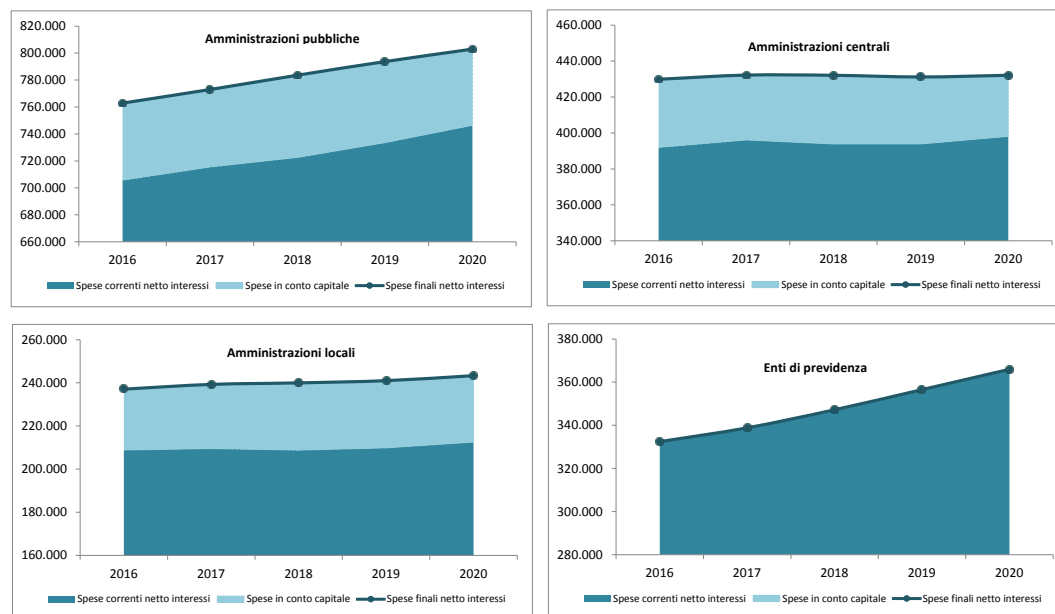 Amministrazioni pubbliche
820.000
800.000
780.000
760.000
740.000
720.000
700.000
680.000
660.000
2016 2017 2018 2019 2020
Spese correnti netto interessi Spese in conto capitale Spese finali netto interessi
Amministrazioni centrali
460.000
440.000
420.000
400.000
380.000
360.000
340.000
2016 2017 2018 2019 2020
Spese correnti netto interessi Spese in conto capitale Spese finali netto interessi
Amministrazioni locali
260.000
240.000
220.000
200.000
180.000
160.000
2016 2017 2018 2019 2020
Spese correnti netto interessi Spese in conto capitale Spese finali netto interessi
Enti di previdenza
380.000
360.000
340.000
320.000
300.000
280.000
2016 2017 2018 2019 2020
Spese correnti netto interessi Spese in conto capitale Spese finali netto interessi